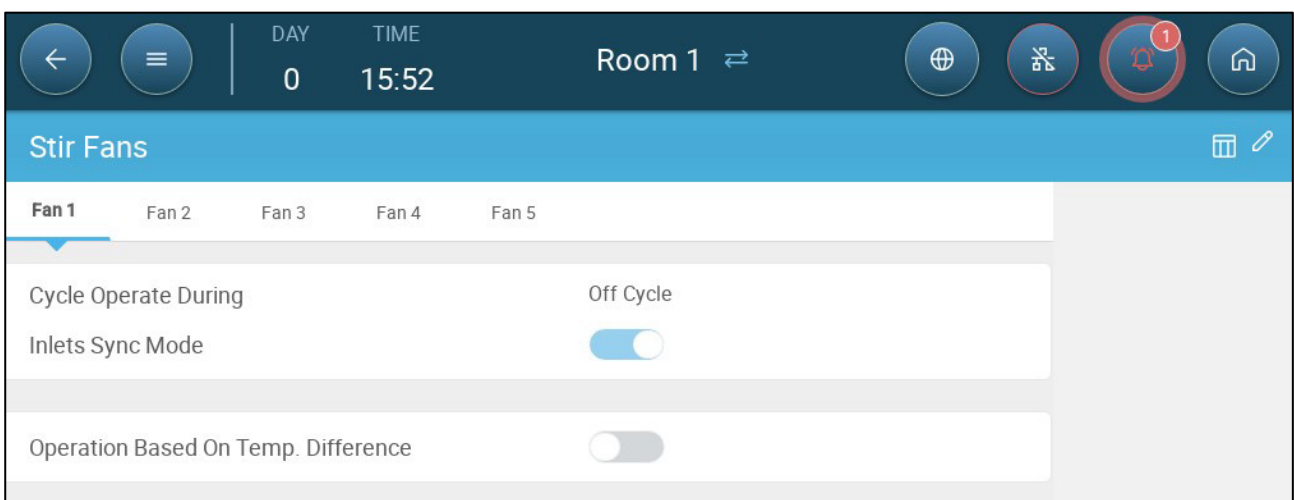 DAY TIME
0 15:52
Room 1
1
Stir Fans
Fan 1 Fan 2 Fan 3 Fan 4 Fan 5
Cycle Operate During Off Cycle
Inlets Sync Mode
Operation Based On Temp. Difference